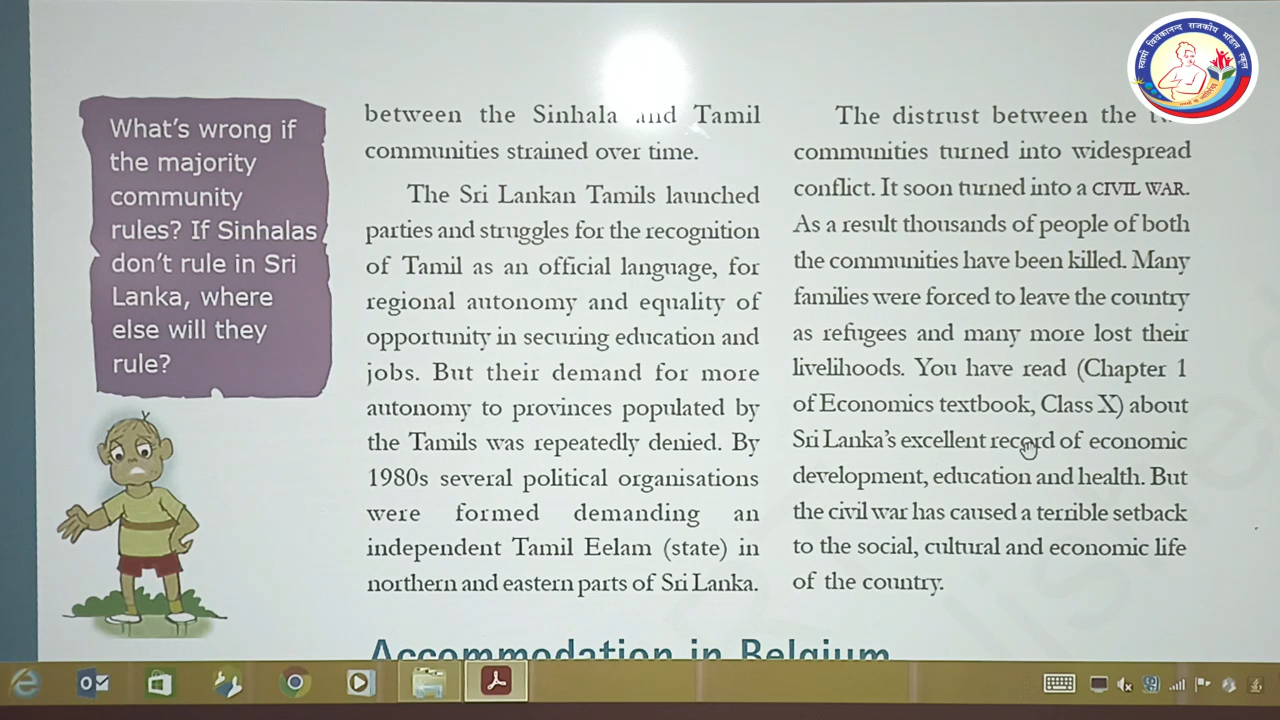 स्वामी विवेकानन्द राजकीय मॉडल स्कूल
What's wrong if
the majority
community
rules? If Sinhalas
don't rule in Sri
Lanka, where
else will they
rule?
between the Sinhala and Tamil
communities strained over time.
The Sri Lankan Tamils launched
parties and struggles for the recognition
of Tamil as an official language, for
regional autonomy and equality of
opportunity in securing education and
jobs. But their demand for more
autonomy to provinces populated by
the Tamils was repeatedly denied. By
1980s several political organisations
were formed demanding an
independent Tamil Eelam (state) in
northern and eastern parts of Sri Lanka.
The distrust between the
communities turned into widespread
conflict. It soon turned into a CIVIL WAR.
As a result thousands of people of both
the communities have been killed. Many
families were forced to leave the country
as refugees and many more lost their
livelihoods. You have read (Chapter 1
of Economics textbook, Class X) about
Sri Lanka's excellent record of economic
development, education and health. But
the civil war has caused a terrible setback
to the social, cultural and economic life
of the country.
Accommodation in Belgium